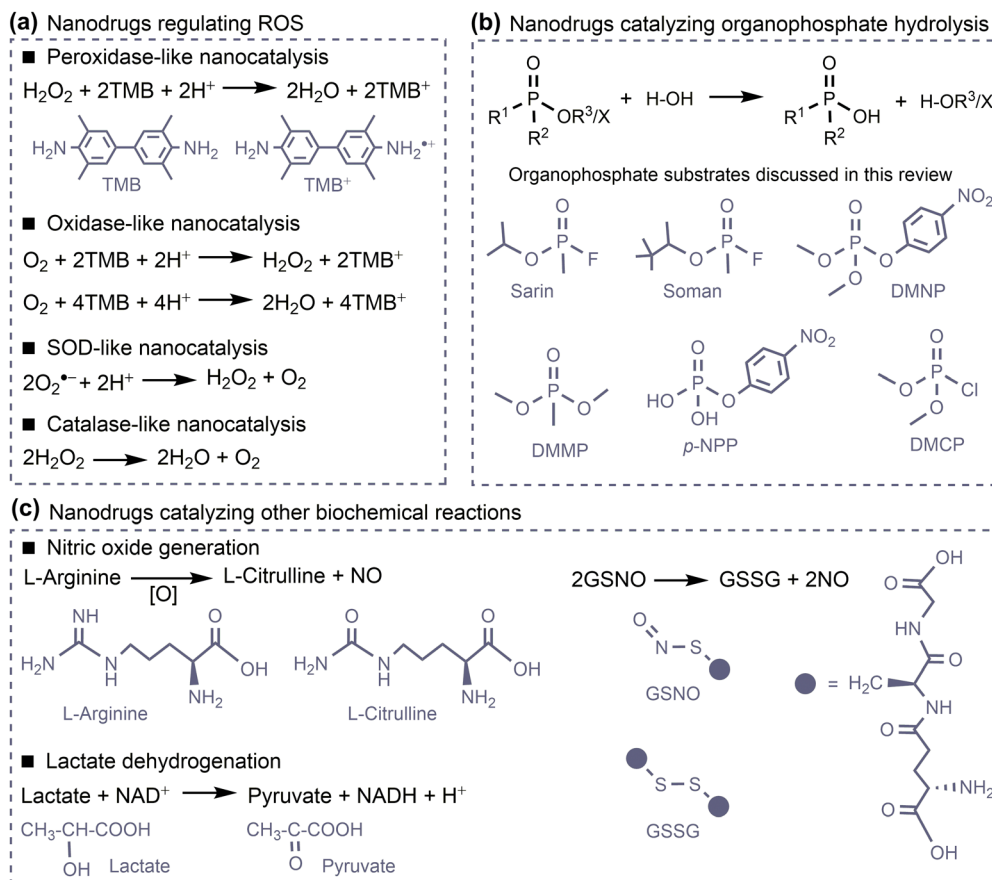 (a) Nanodrugs regulating ROS
■ Peroxidase-like nanocatalysis
H₂O₂ + 2TMB + 2H⁺ ⟶ 2H₂O + 2TMB⁺
H₂N NH₂ H₂N NH₂•⁺
TMB TMB⁺
■ Oxidase-like nanocatalysis
O₂ + 2TMB + 2H⁺ ⟶ H₂O₂ + 2TMB⁺
O₂ + 4TMB + 4H⁺ ⟶ 2H₂O + 4TMB⁺
■ SOD-like nanocatalysis
2O₂•⁻ + 2H⁺ ⟶ H₂O₂ + O₂
■ Catalase-like nanocatalysis
2H₂O₂ ⟶ 2H₂O + O₂
(b) Nanodrugs catalyzing organophosphate hydrolysis
O O
R¹ P OR³/X + H-OH ⟶ R¹ P OH + H-OR³/X
R² R²
Organophosphate substrates discussed in this review
O O O NO₂
O P F O P F O P O
O
Sarin Soman DMNP
O O NO₂ O
O P O HO P O O P Cl
OH O
DMMP p-NPP DMCP
(c) Nanodrugs catalyzing other biochemical reactions
■ Nitric oxide generation
L-Arginine ⟶ L-Citrulline + NO
[O]
NH O O O
H₂N N H OH H₂N N H OH
NH₂ NH₂
L-Arginine L-Citrulline
■ Lactate dehydrogenation
Lactate + NAD⁺ ⟶ Pyruvate + NADH + H⁺
CH₃-CH-COOH CH₃-C-COOH
OH Lactate O Pyruvate
2GSNO ⟶ GSSG + 2NO
O
N S
GSNO
S S
GSSG
O OH
NH
O
= H₂C
NH
O
NH₂
O
OH